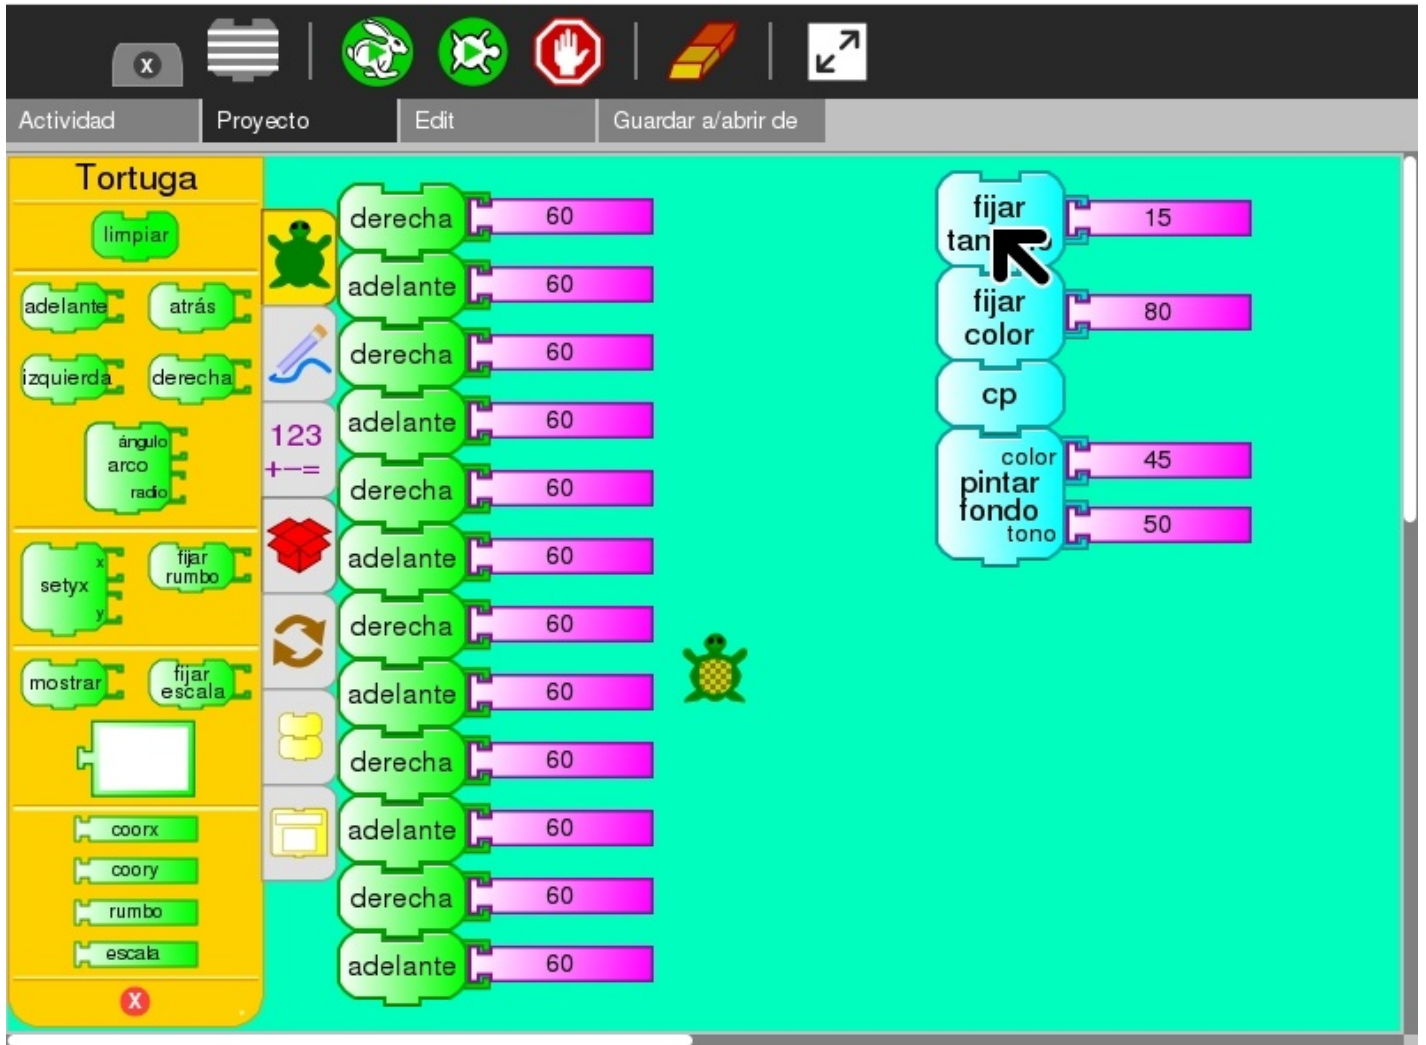 x
Actividad
Proyecto
Edit
Guardar a/abrir de
Tortuga
limpiar
adelante
atrás
izquierda
derecha
ángulo
arco
radio
x
setyx
y
fijar
rumbo
mostrar
fijar
escala
coorx
coory
rumbo
escala
X
123
+−=
derecha 60
adelante 60
derecha 60
adelante 60
derecha 60
adelante 60
derecha 60
adelante 60
derecha 60
adelante 60
derecha 60
adelante 60
fijar
15
fijar
color
80
cp
color 45
pintar
fondo
tono 50